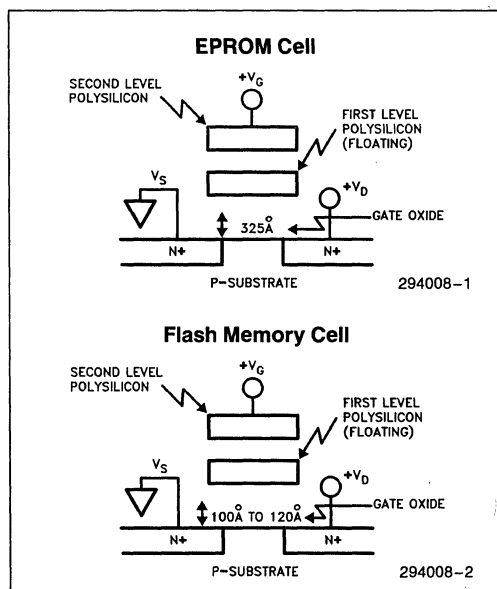 EPROM Cell
SECOND LEVEL
POLYSILICON
+VG
FIRST LEVEL
POLYSILICON
(FLOATING)
VS
+VD
325Å
GATE OXIDE
N+
N+
P-SUBSTRATE
294008-1
Flash Memory Cell
SECOND LEVEL
POLYSILICON
+VG
FIRST LEVEL
POLYSILICON
(FLOATING)
VS
+VD
100Å TO 120Å
GATE OXIDE
N+
N+
P-SUBSTRATE
294008-2